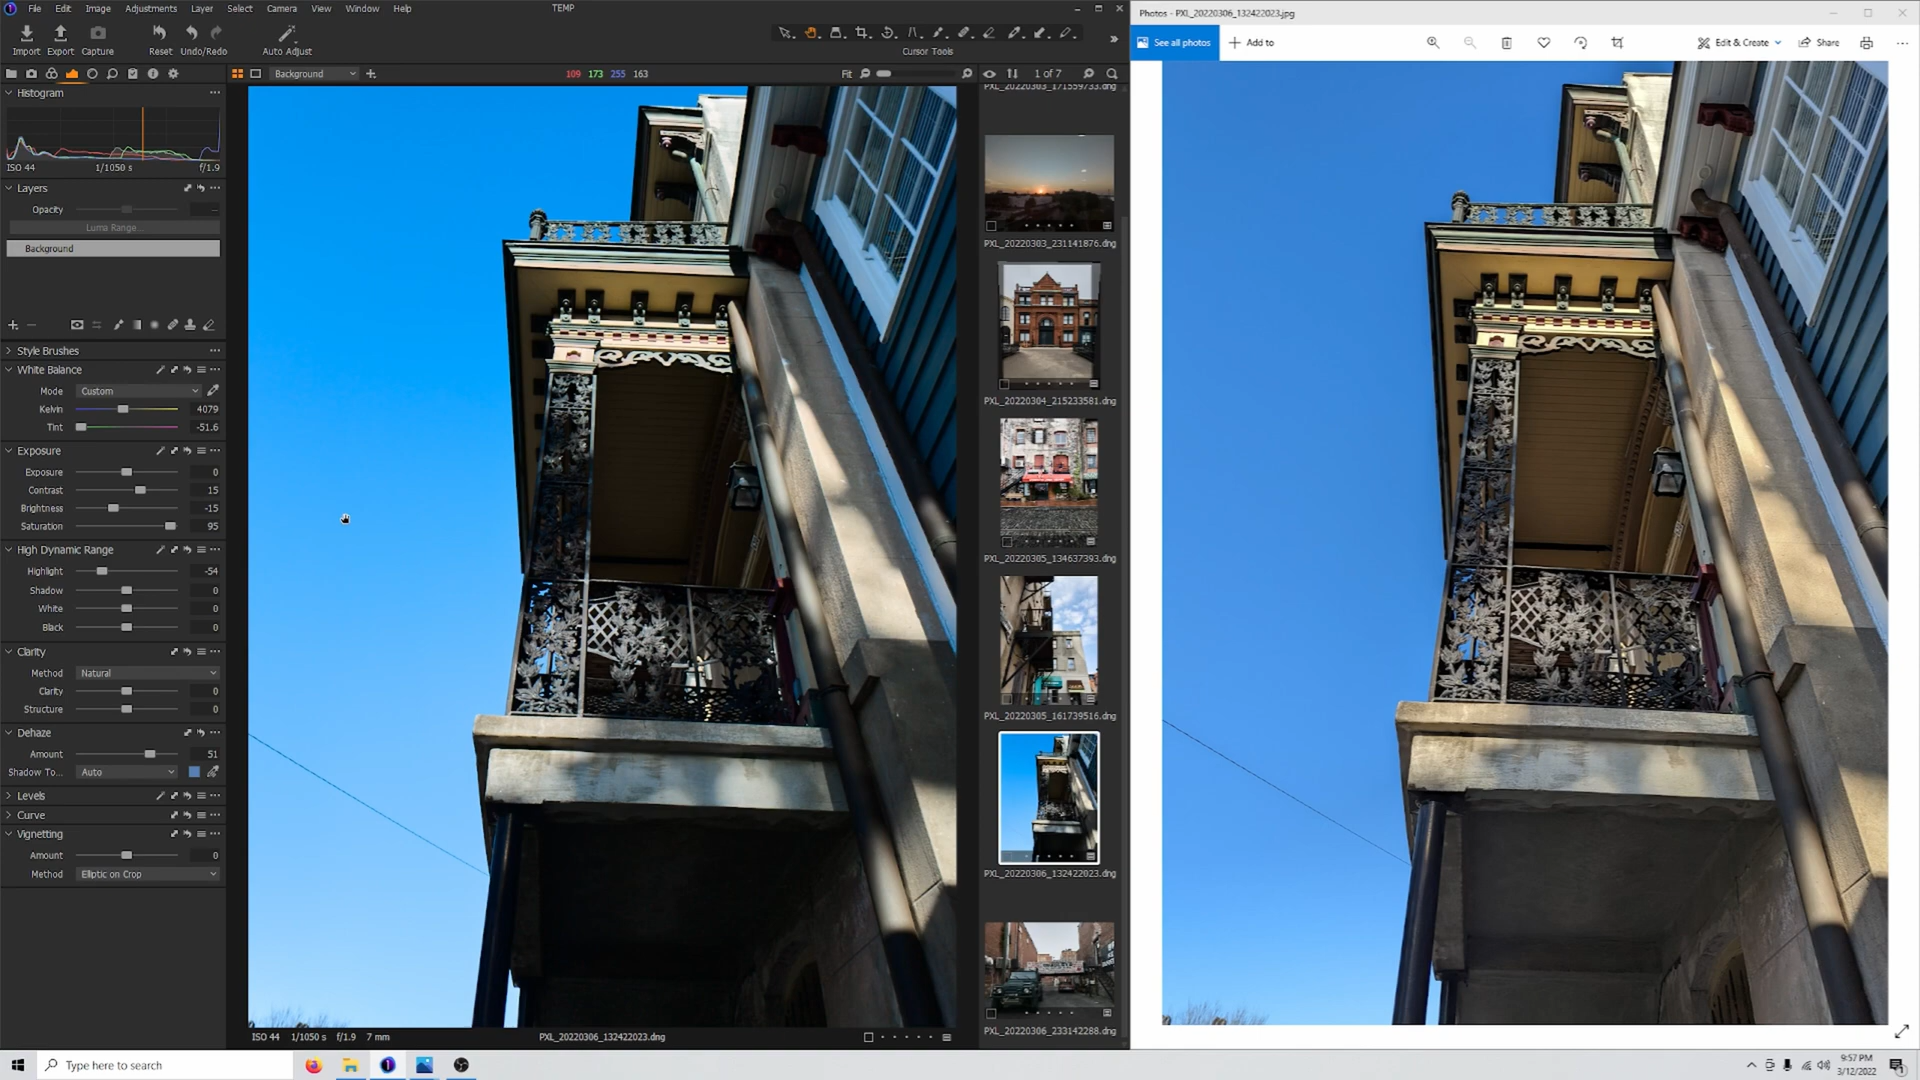 File Edit Image Adjustments Layer Select Camera View Window Help
TEMP
Import Export Capture Reset Undo/Redo Auto Adjust
Cursor Tools
Background
109 173 255 163
Fit
1 of 7
Histogram
ISO 44 1/1050 s f/1.9
Layers
Opacity
Luma Range...
Background
Style Brushes
White Balance
Mode Custom
Kelvin 4079
Tint -51.6
Exposure
Exposure 0
Contrast 15
Brightness -15
Saturation 95
High Dynamic Range
Highlight -54
Shadow 0
White 0
Black 0
Clarity
Method Natural
Clarity 0
Structure 0
Dehaze
Amount 51
Shadow To... Auto
Levels
Curve
Vignetting
Amount 0
Method Elliptic on Crop
ISO 44 1/1050 s f/1.9 7 mm
PXL_20220306_132422023.dng
PXL_20220303_171559733.dng
PXL_20220303_231141876.dng
PXL_20220304_215233581.dng
PXL_20220305_134637393.dng
PXL_20220305_161739516.dng
PXL_20220306_132422023.dng
PXL_20220306_233142288.dng
Photos - PXL_20220306_132422023.jpg
See all photos
Add to
Edit & Create
Share
Type here to search
9:57 PM
3/12/2022